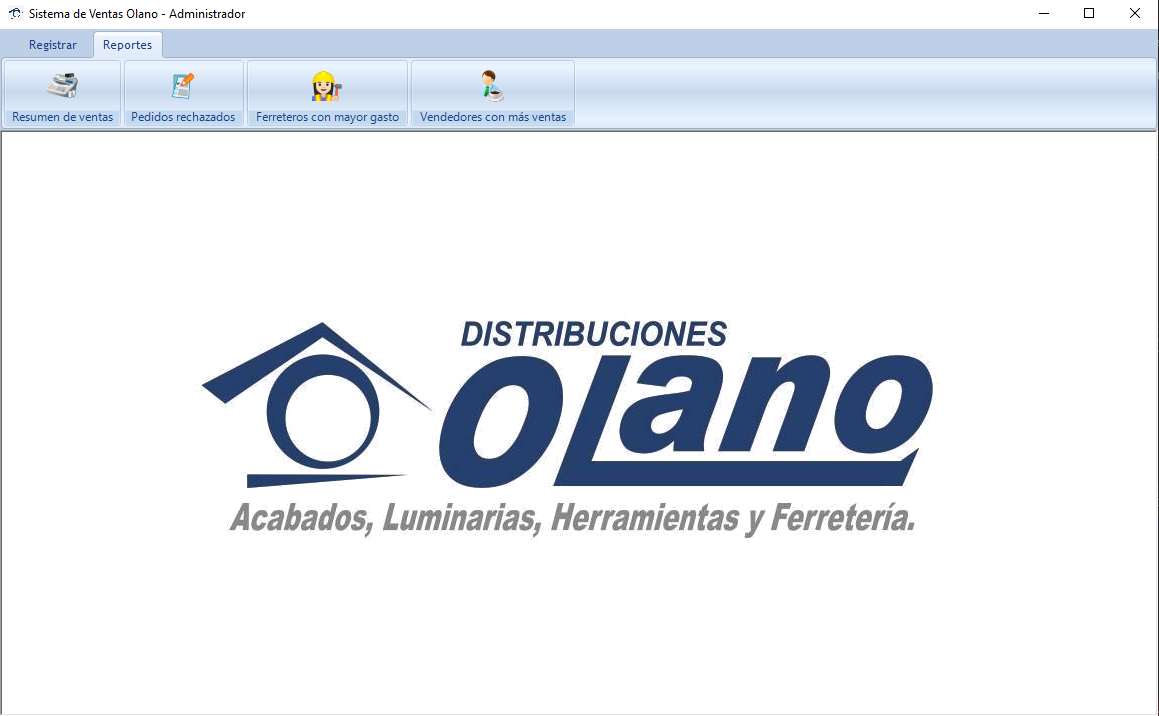 Sistema de Ventas Olano - Administrador
Registrar Reportes
Resumen de ventas Pedidos rechazados Ferreteros con mayor gasto Vendedores con más ventas
DISTRIBUCIONES
OLANO
Acabados, Luminarias, Herramientas y Ferretería.